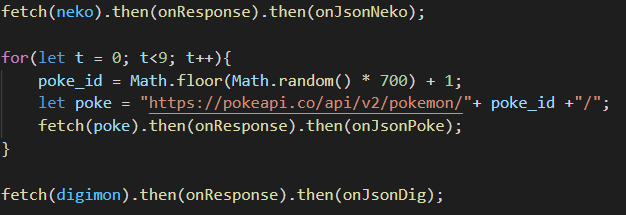 fetch(neko).then(onResponse).then(onJsonNeko);
for(let t = 0; t<9; t++){
poke_id = Math.floor(Math.random() * 700) + 1;
let poke = "https://pokeapi.co/api/v2/pokemon/"+ poke_id +"/";
fetch(poke).then(onResponse).then(onJsonPoke);
}
fetch(digimon).then(onResponse).then(onJsonDig);